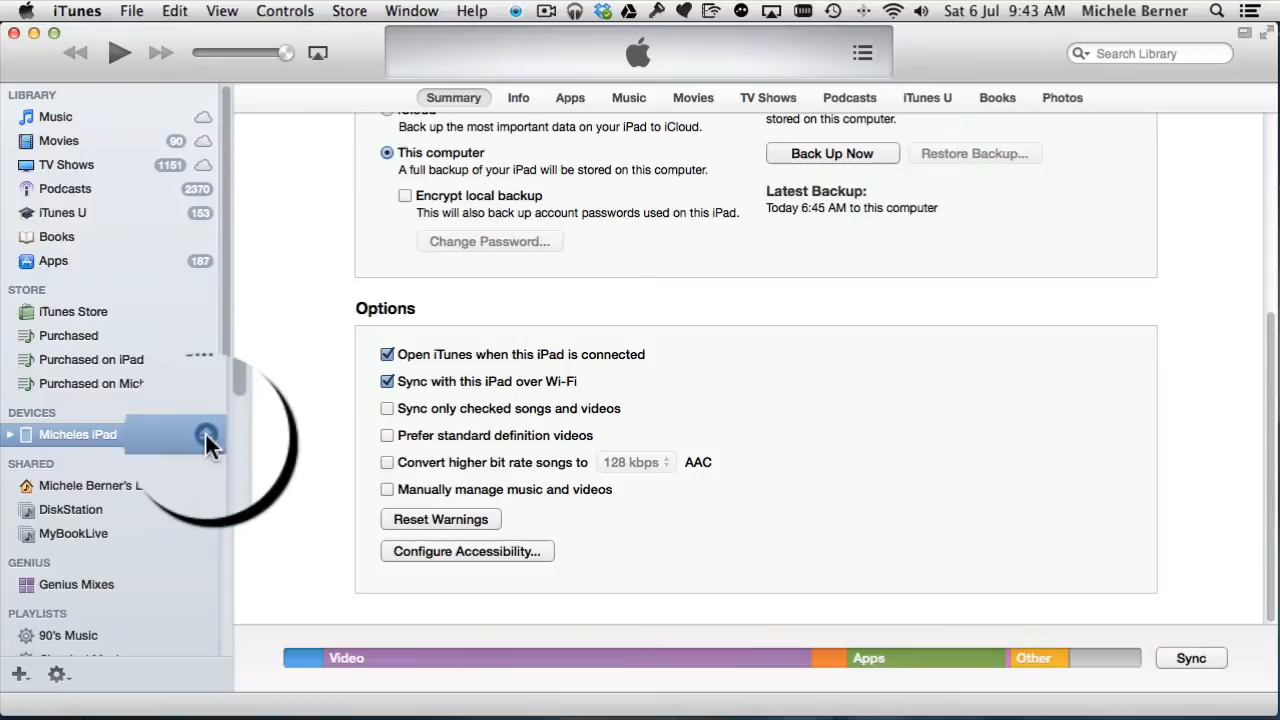 iTunes File Edit View Controls Store Window Help Sat 6 Jul 9:43 AM Michele Berner
Search Library
LIBRARY
Music
Movies 90
TV Shows 1151
Podcasts 2370
iTunes U 153
Books
Apps 187
STORE
iTunes Store
Purchased
Purchased on iPad
Purchased on Mich
DEVICES
Micheles iPad
SHARED
Michele Berner's L
DiskStation
MyBookLive
GENIUS
Genius Mixes
PLAYLISTS
90's Music
Summary Info Apps Music Movies TV Shows Podcasts iTunes U Books Photos
iCloud
Back up the most important data on your iPad to iCloud.
This computer
A full backup of your iPad will be stored on this computer.
Encrypt local backup
This will also back up account passwords used on this iPad.
Change Password...
stored on this computer.
Back Up Now Restore Backup...
Latest Backup:
Today 6:45 AM to this computer
Options
Open iTunes when this iPad is connected
Sync with this iPad over Wi-Fi
Sync only checked songs and videos
Prefer standard definition videos
Convert higher bit rate songs to 128 kbps AAC
Manually manage music and videos
Reset Warnings
Configure Accessibility...
Video Apps Other Sync